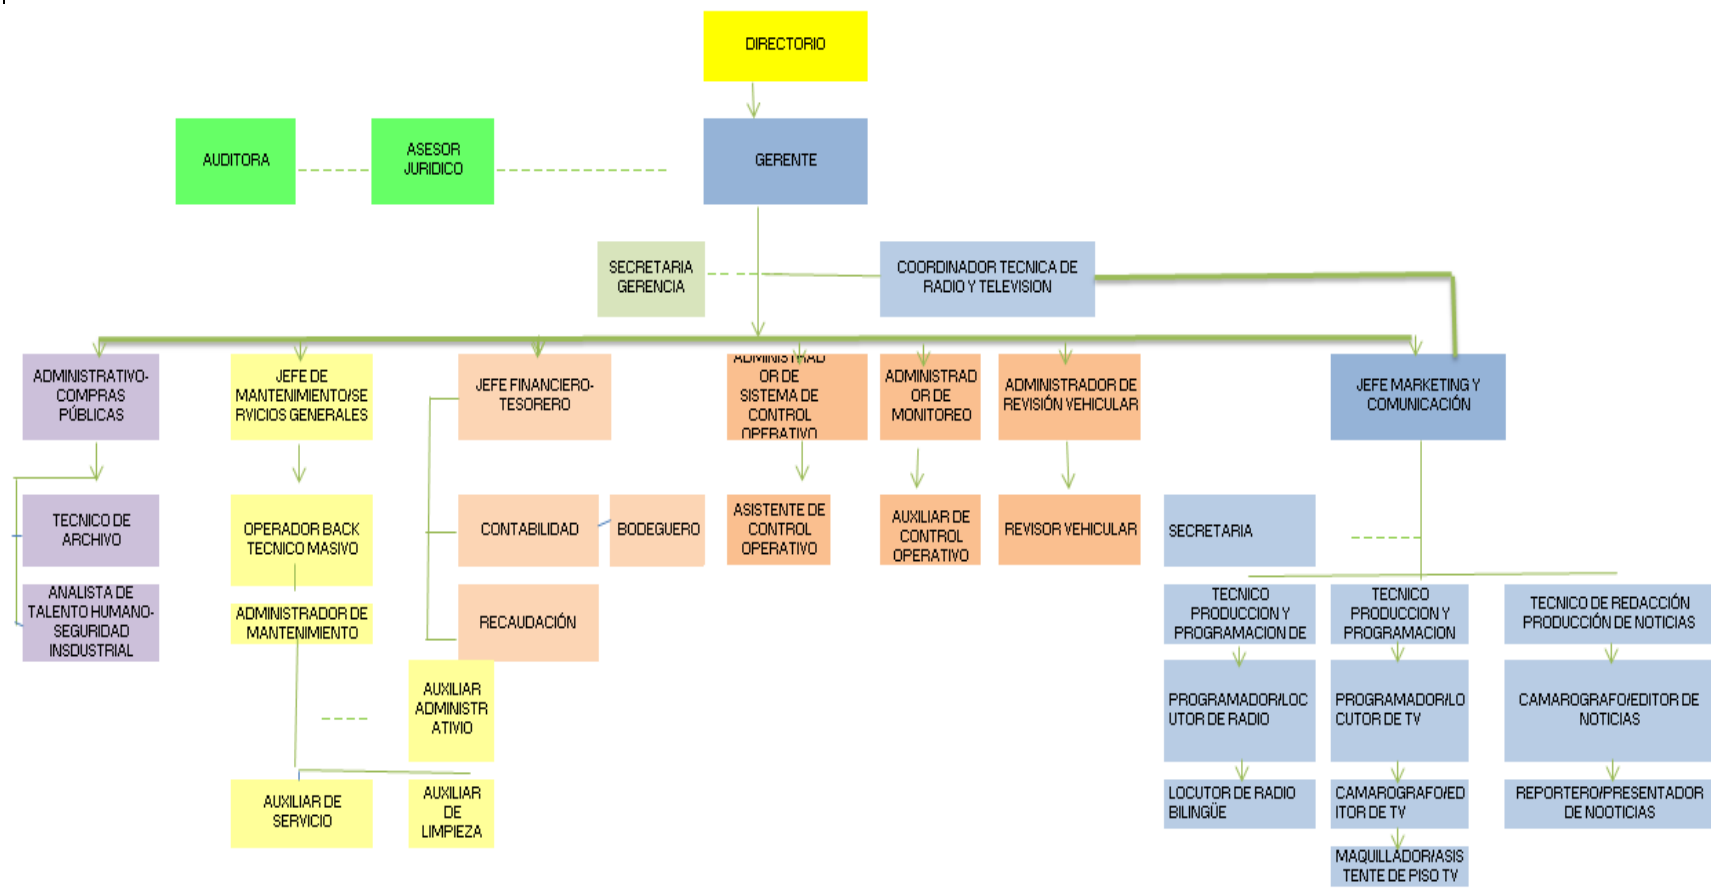 DIRECTORIO
AUDITORA
ASESOR
JURIDICO
GERENTE
SECRETARIA
GERENCIA
COORDINADOR TECNICA DE
RADIO Y TELEVISION
ADMINISTRATIVO-
COMPRAS
PÚBLICAS
JEFE DE
MANTENIMIENTO/SE
RVICIOS GENERALES
JEFE FINANCIERO-
TESORERO
ADMINISTRAD
OR DE
SISTEMA DE
CONTROL
OPERATIVO
ADMINISTRAD
OR DE
MONITOREO
ADMINISTRADOR DE
REVISIÓN VEHICULAR
JEFE MARKETING Y
COMUNICACIÓN
TECNICO DE
ARCHIVO
OPERADOR BACK
TECNICO MASIVO
CONTABILIDAD
BODEGUERO
ASISTENTE DE
CONTROL
OPERATIVO
AUXILIAR DE
CONTROL
OPERATIVO
REVISOR VEHICULAR
SECRETARIA
ANALISTA DE
TALENTO HUMANO-
SEGURIDAD
INSDUSTRIAL
ADMINISTRADOR DE
MANTENIMIENTO
RECAUDACIÓN
TECNICO
PRODUCCION Y
PROGRAMACION DE
TECNICO
PRODUCCION Y
PROGRAMACION
TECNICO DE REDACCIÓN
PRODUCCIÓN DE NOTICIAS
AUXILIAR
ADMINISTR
ATIVIO
PROGRAMADOR/LOC
UTOR DE RADIO
PROGRAMADOR/LO
CUTOR DE TV
CAMAROGRAFO/EDITOR DE
NOTICIAS
AUXILIAR DE
SERVICIO
AUXILIAR
DE
LIMPIEZA
LOCUTOR DE RADIO
BILINGÜE
CAMAROGRAFO/ED
ITOR DE TV
REPORTERO/PRESENTADOR
DE NOOTICIAS
MAQUILLADOR/ASIS
TENTE DE PISO TV